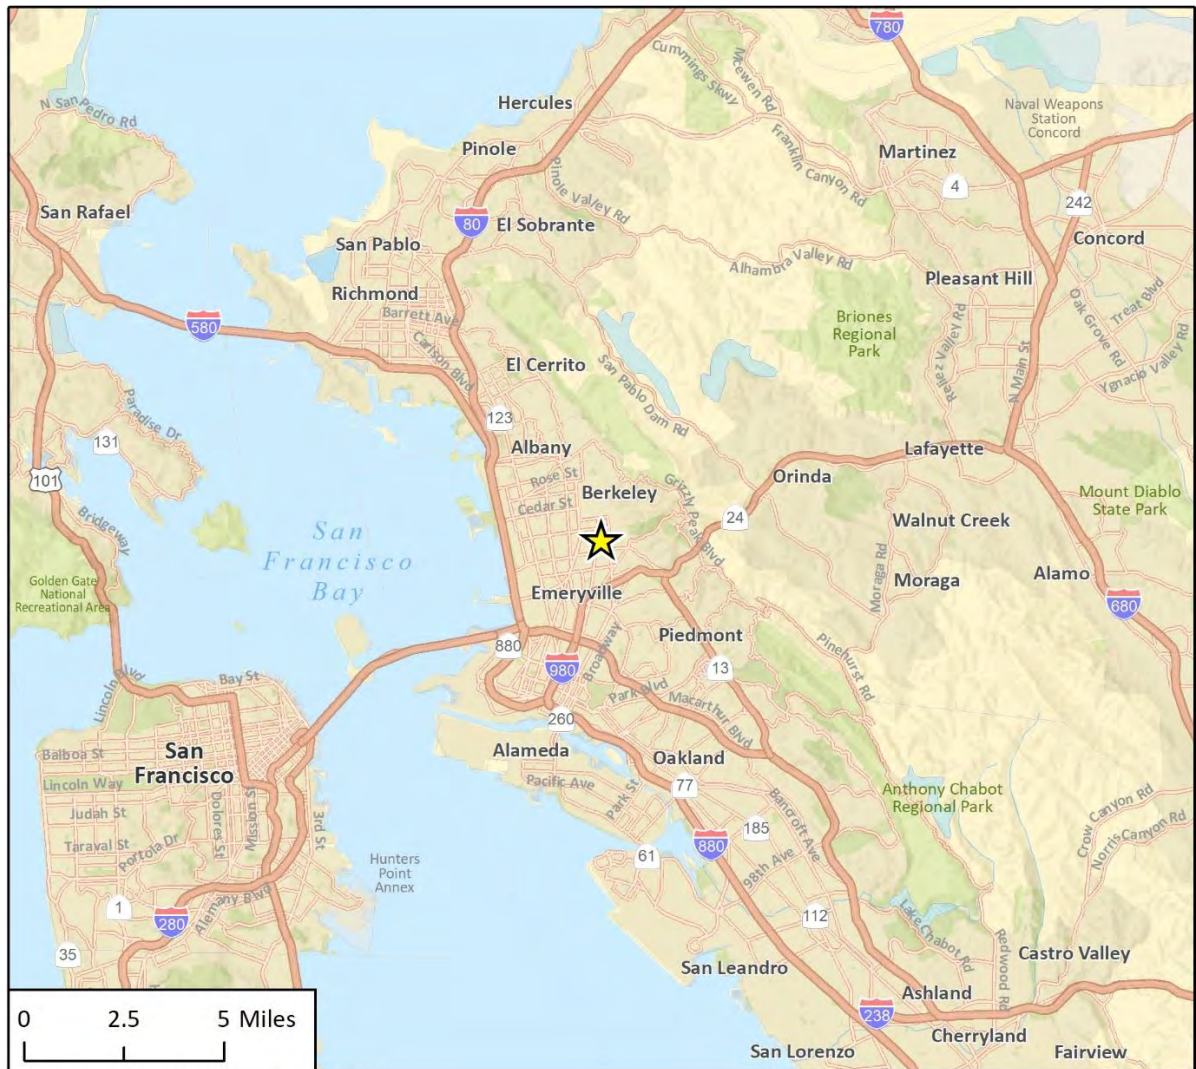 780
Cummings Skwy
Mcewen Rd
Hercules
N San Pedro Rd
Naval Weapons
Station
Concord
Franklin Canyon Rd
Pinole
Martinez
4
Pinole Valley Rd
242
San Rafael
80
El Sobrante
San Pablo
Concord
Alhambra Valley Rd
Pleasant Hill
Richmond
Barrett Ave
580
Briones
Regional
Park
Oak Grove Rd
Treat Blvd
Carlson Blvd
El Cerrito
San Pablo Dam Rd
Reliez Valley Rd
N Main St
Ygnacio Valley Rd
Paradise Dr
123
131
Albany
Lafayette
101
Rose St
Berkeley
Orinda
Cedar St
Grizzly Peak Blvd
Mount Diablo
State Park
24
Walnut Creek
Bridgeway
San
Francisco
Bay
Golden Gate
National
Recreational Area
Emeryville
Moraga Rd
Moraga
Alamo
680
Piedmont
880
980
Broadway
13
Pinehurst Rd
Lincoln Blvd
Bay St
Park Blvd
Macarthur Blvd
260
San
Francisco
Balboa St
Alameda
Oakland
Lincoln Way
Pacific Ave
77
Park St
Anthony Chabot
Regional Park
Judah St
Dolores St
Mission St
3rd St
Bancroft Ave
Crow Canyon Rd
Norris Canyon Rd
Taraval St
Portola Dr
185
880
61
98th Ave
Hunters
Point
Annex
1
280
Alemany Blvd
112
Lake Chabot Rd
Redwood Rd
35
San Leandro
Castro Valley
Ashland
238
Cherryland
San Lorenzo
Fairview
0 2.5 5 Miles